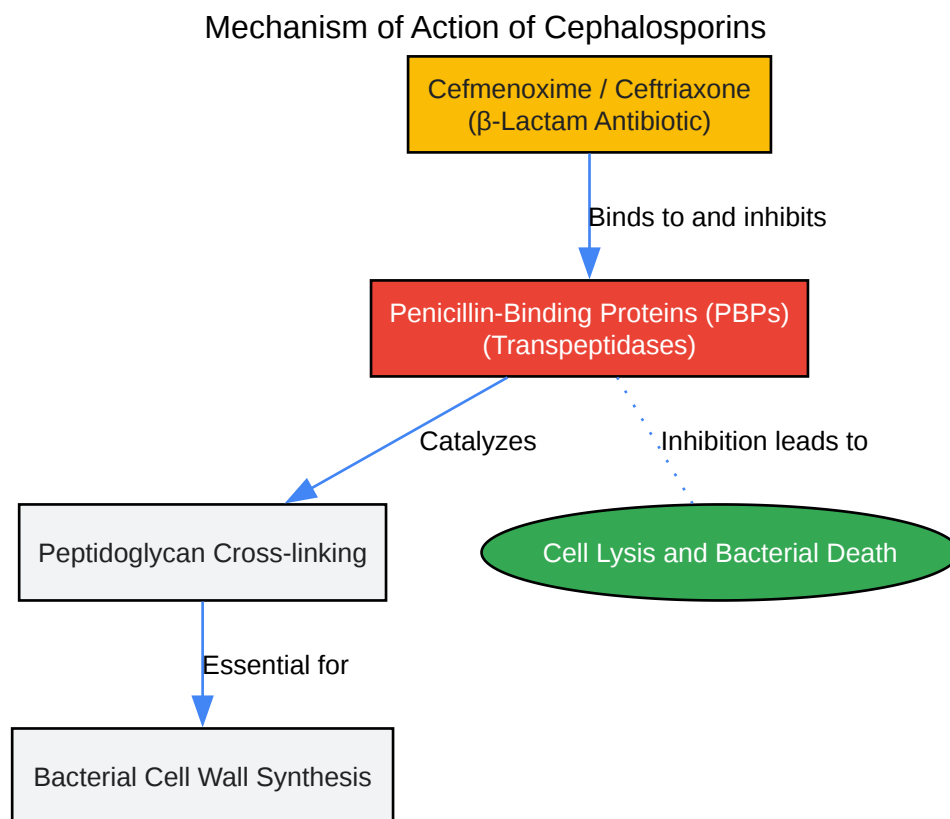 Mechanism of Action of Cephalosporins
Cefmenoxime / Ceftriaxone
(β-Lactam Antibiotic)
Binds to and inhibits
Penicillin-Binding Proteins (PBPs)
(Transpeptidases)
Catalyzes
Inhibition leads to
Peptidoglycan Cross-linking
Cell Lysis and Bacterial Death
Essential for
Bacterial Cell Wall Synthesis